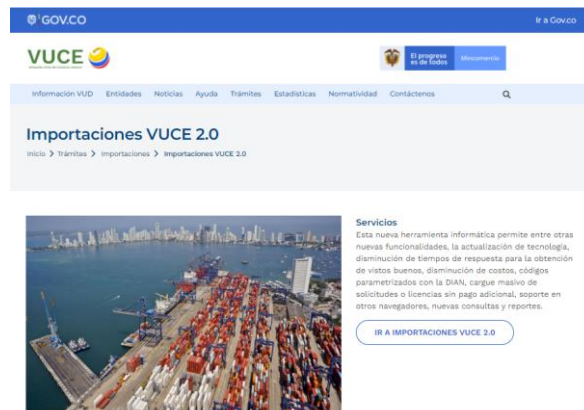 GOV.CO
Ir a Gov.co
VUCE
El progreso
es de todos
Mincomercio
Información VUD Entidades Noticias Ayuda Trámites Estadísticas Normatividad Contáctenos
Importaciones VUCE 2.0
Inicio > Trámites > Importaciones > Importaciones VUCE 2.0
Servicios
Esta nueva herramienta informática permite entre otras
nuevas funcionalidades, la actualización de tecnología,
disminución de tiempos de respuesta para la obtención
de vistos buenos, disminución de costos, códigos
parametrizados con la DIAN, cargue masivo de
solicitudes o licencias sin pago adicional, soporte en
otros navegadores, nuevas consultas y reportes.
IR A IMPORTACIONES VUCE 2.0